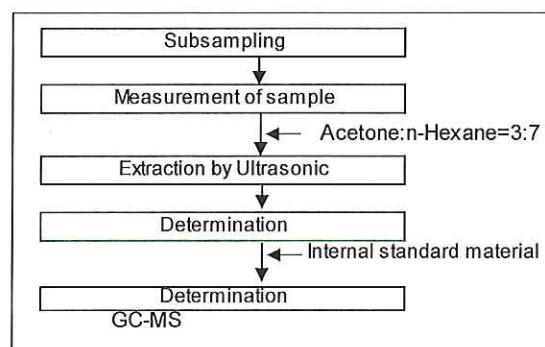 Subsampling
Measurement of sample
Acetone:n-Hexane=3:7
Extraction by Ultrasonic
Determination
Internal standard material
Determination
GC-MS